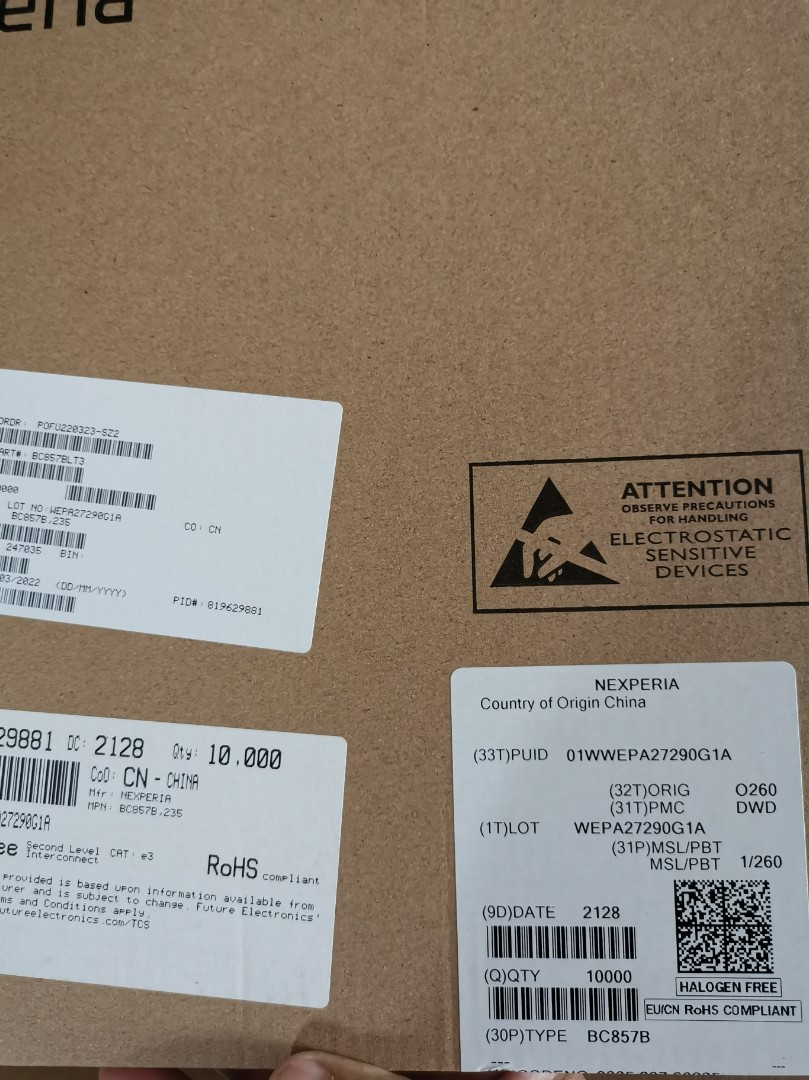 eria
ORDR: POFU220323-SZ2
ART#: BC857BLT3
0000
LOT NO:WEPA27290G1A
BC857B,235
CO: CN
247035 BIN:
03/2022 (DD/MM/YYYY)
PID#: 819629881
ATTENTION
OBSERVE PRECAUTIONS
FOR HANDLING
ELECTROSTATIC
SENSITIVE
DEVICES
29881 DC: 2128 Qty: 10,000
CoO: CN - CHINA
Mfr: NEXPERIA
MPN: BC857B,235
A27290G1A
ee Second Level
Interconnect CAT: e3
RoHS compliant
provided is based upon information available from
urer and is subject to change. Future Electronics'
ms and Conditions apply.
utureelectronics.com/TCS
NEXPERIA
Country of Origin China
(33T)PUID 01WWEPA27290G1A
(32T)ORIG O260
(31T)PMC DWD
(1T)LOT WEPA27290G1A
(31P)MSL/PBT
MSL/PBT 1/260
(9D)DATE 2128
(Q)QTY 10000
HALOGEN FREE
EU/CN RoHS COMPLIANT
(30P)TYPE BC857B
---
---